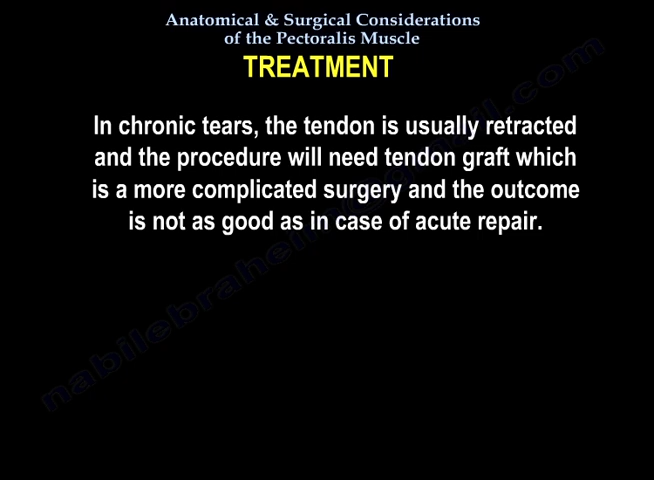 Anatomical & Surgical Considerations
of the Pectoralis Muscle
TREATMENT
In chronic tears, the tendon is usually retracted
and the procedure will need tendon graft which
is a more complicated surgery and the outcome
is not as good as in case of acute repair.